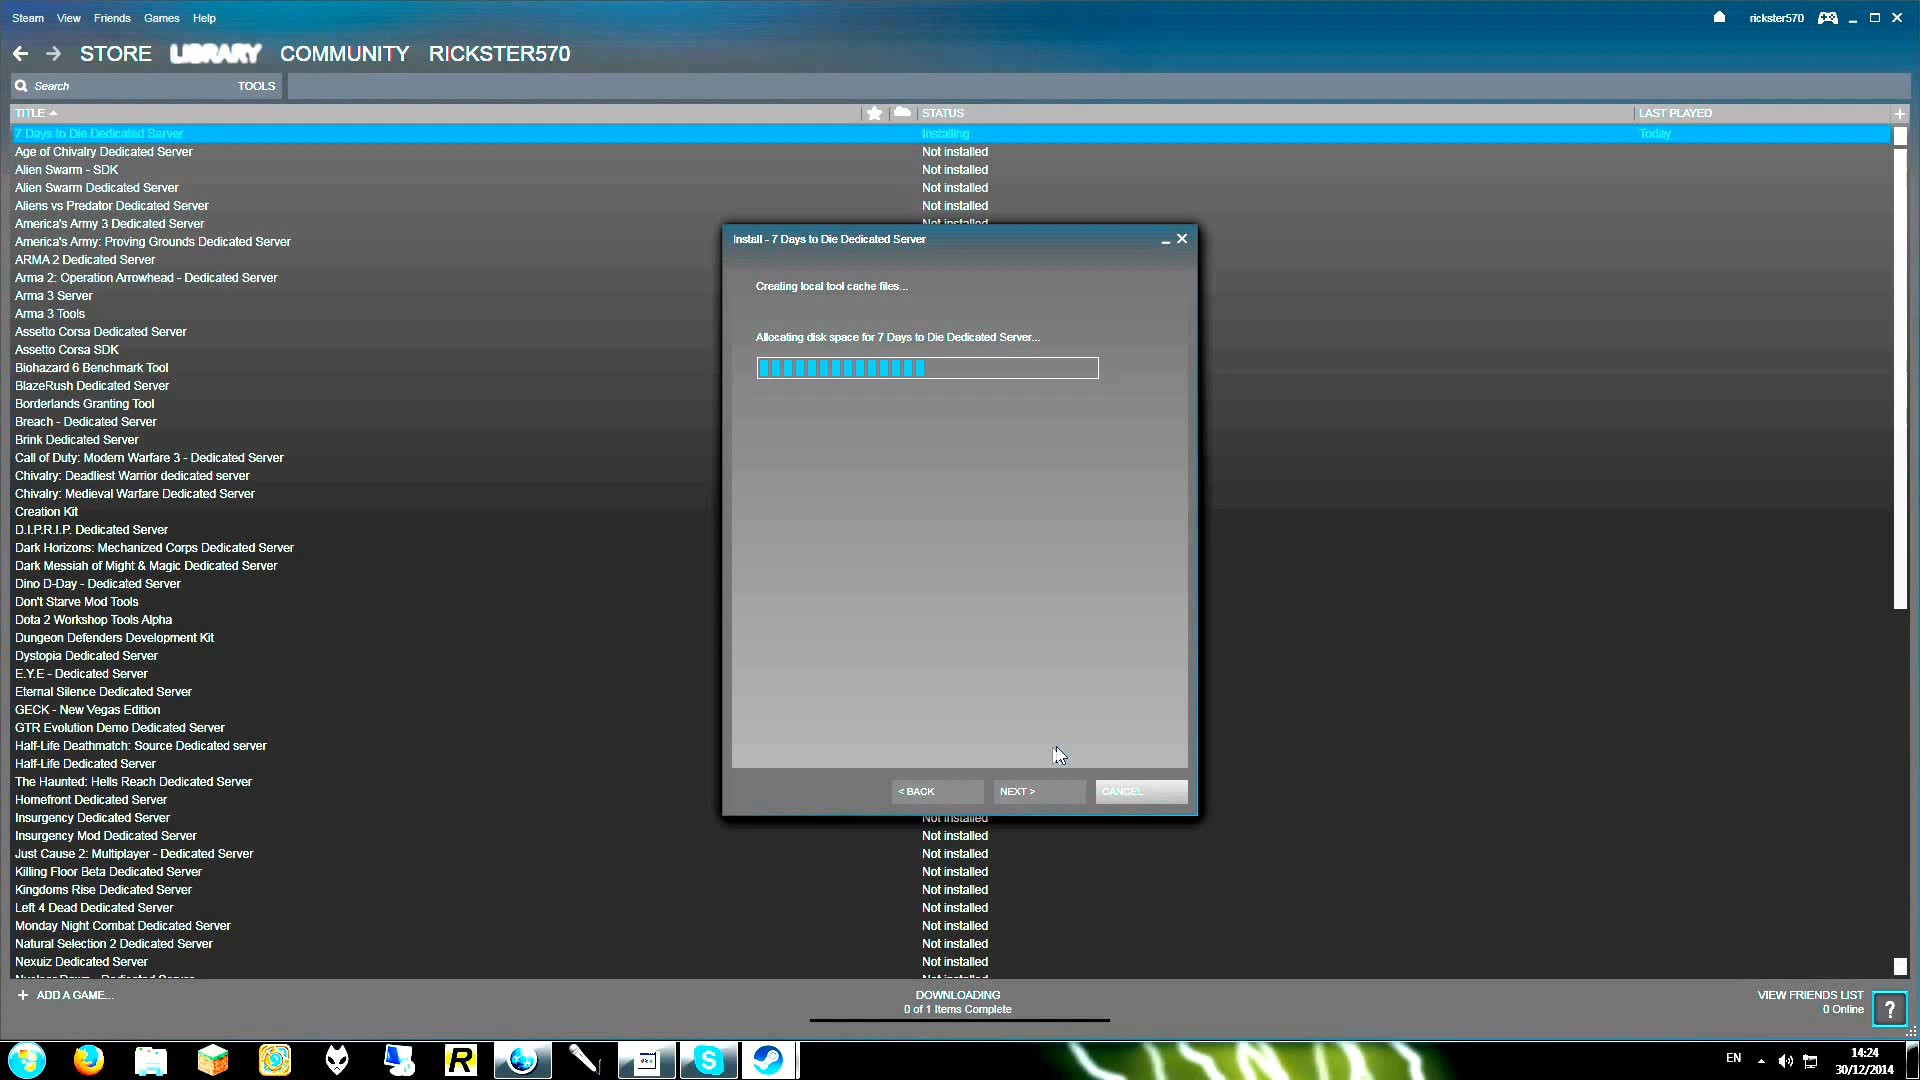 Steam View Friends Games Help
rickster570
STORE LIBRARY COMMUNITY RICKSTER570
Search TOOLS
TITLE STATUS LAST PLAYED
7 Days to Die Dedicated Server Installing Today
Age of Chivalry Dedicated Server Not installed
Alien Swarm - SDK Not installed
Alien Swarm Dedicated Server Not installed
Aliens vs Predator Dedicated Server Not installed
America's Army 3 Dedicated Server Not installed
America's Army: Proving Grounds Dedicated Server
ARMA 2 Dedicated Server
Arma 2: Operation Arrowhead - Dedicated Server
Arma 3 Server
Arma 3 Tools
Assetto Corsa Dedicated Server
Assetto Corsa SDK
Biohazard 6 Benchmark Tool
BlazeRush Dedicated Server
Borderlands Granting Tool
Breach - Dedicated Server
Brink Dedicated Server
Call of Duty: Modern Warfare 3 - Dedicated Server
Chivalry: Deadliest Warrior dedicated server
Chivalry: Medieval Warfare Dedicated Server
Creation Kit
D.I.P.R.I.P. Dedicated Server
Dark Horizons: Mechanized Corps Dedicated Server
Dark Messiah of Might & Magic Dedicated Server
Dino D-Day - Dedicated Server
Don't Starve Mod Tools
Dota 2 Workshop Tools Alpha
Dungeon Defenders Development Kit
Dystopia Dedicated Server
E.Y.E - Dedicated Server
Eternal Silence Dedicated Server
GECK - New Vegas Edition
GTR Evolution Demo Dedicated Server
Half-Life Deathmatch: Source Dedicated server
Half-Life Dedicated Server
The Haunted: Hells Reach Dedicated Server
Homefront Dedicated Server
Insurgency Dedicated Server Not installed
Insurgency Mod Dedicated Server Not installed
Just Cause 2: Multiplayer - Dedicated Server Not installed
Killing Floor Beta Dedicated Server Not installed
Kingdoms Rise Dedicated Server Not installed
Left 4 Dead Dedicated Server Not installed
Monday Night Combat Dedicated Server Not installed
Natural Selection 2 Dedicated Server Not installed
Nexuiz Dedicated Server Not installed
Install - 7 Days to Die Dedicated Server
Creating local tool cache files...
Allocating disk space for 7 Days to Die Dedicated Server...
< BACK NEXT > CANCEL
+ ADD A GAME...
DOWNLOADING
0 of 1 Items Complete
VIEW FRIENDS LIST
0 Online
?
EN
14:24
30/12/2014